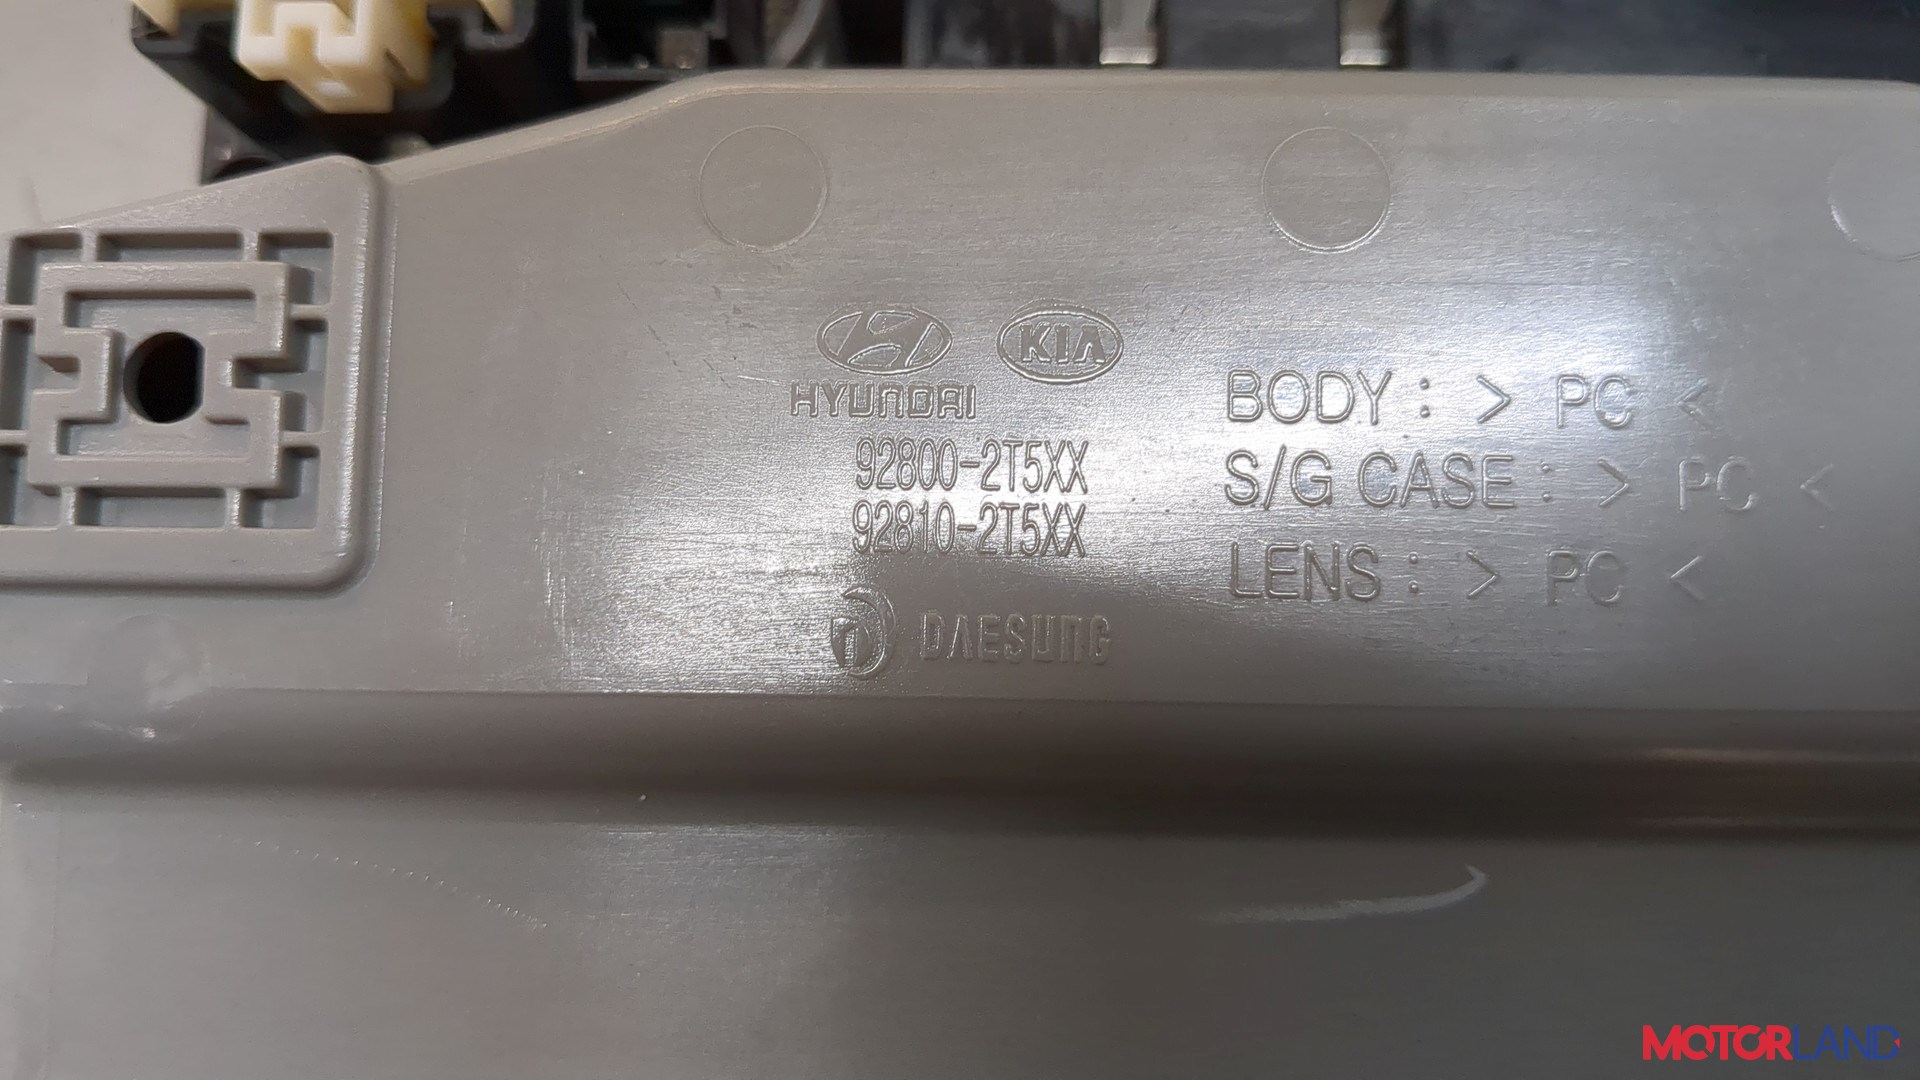 KIA
HYUNDAI
92800-2T5XX
92810-2T5XX
DAESUNG
BODY : > PC <
S/G CASE : > PC <
LENS : > PC <
MOTORLAND